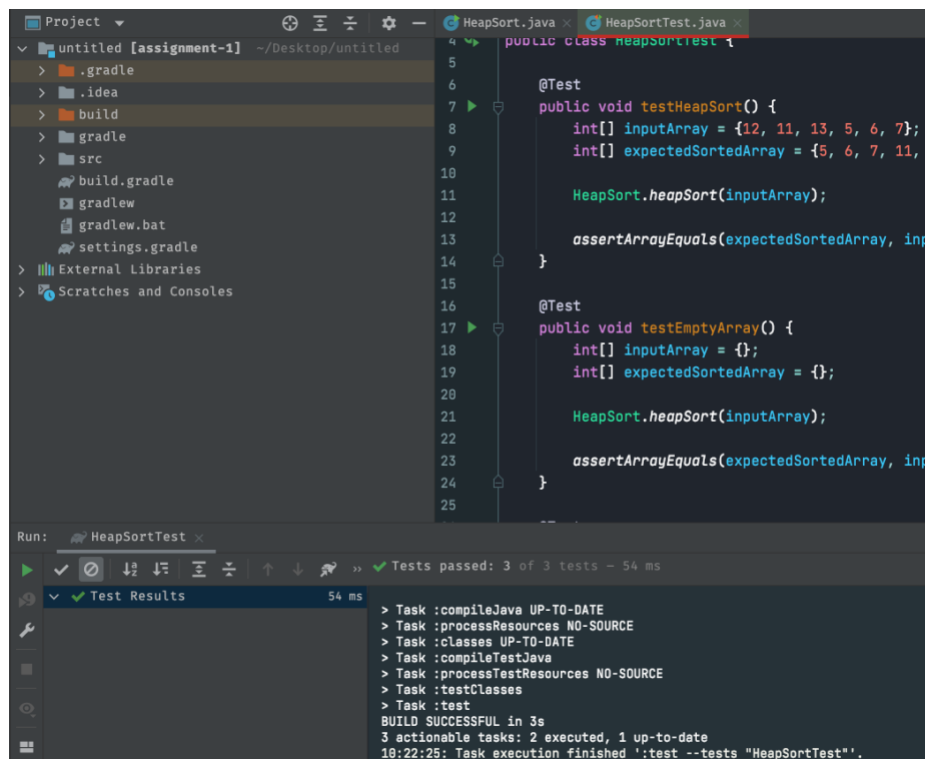 Project
HeapSort.java
HeapSortTest.java
untitled [assignment-1] ~/Desktop/untitled
.gradle
.idea
build
gradle
src
build.gradle
gradlew
gradlew.bat
settings.gradle
External Libraries
Scratches and Consoles
4 public class HeapSortTest {
5
6 @Test
7 public void testHeapSort() {
8 int[] inputArray = {12, 11, 13, 5, 6, 7};
9 int[] expectedSortedArray = {5, 6, 7, 11,
10
11 HeapSort.heapSort(inputArray);
12
13 assertArrayEquals(expectedSortedArray, inp
14 }
15
16 @Test
17 public void testEmptyArray() {
18 int[] inputArray = {};
19 int[] expectedSortedArray = {};
20
21 HeapSort.heapSort(inputArray);
22
23 assertArrayEquals(expectedSortedArray, inp
24 }
25
Run: HeapSortTest
Tests passed: 3 of 3 tests – 54 ms
Test Results 54 ms
> Task :compileJava UP-TO-DATE
> Task :processResources NO-SOURCE
> Task :classes UP-TO-DATE
> Task :compileTestJava
> Task :processTestResources NO-SOURCE
> Task :testClasses
> Task :test
BUILD SUCCESSFUL in 3s
3 actionable tasks: 2 executed, 1 up-to-date
10:22:25: Task execution finished ':test --tests "HeapSortTest"'.